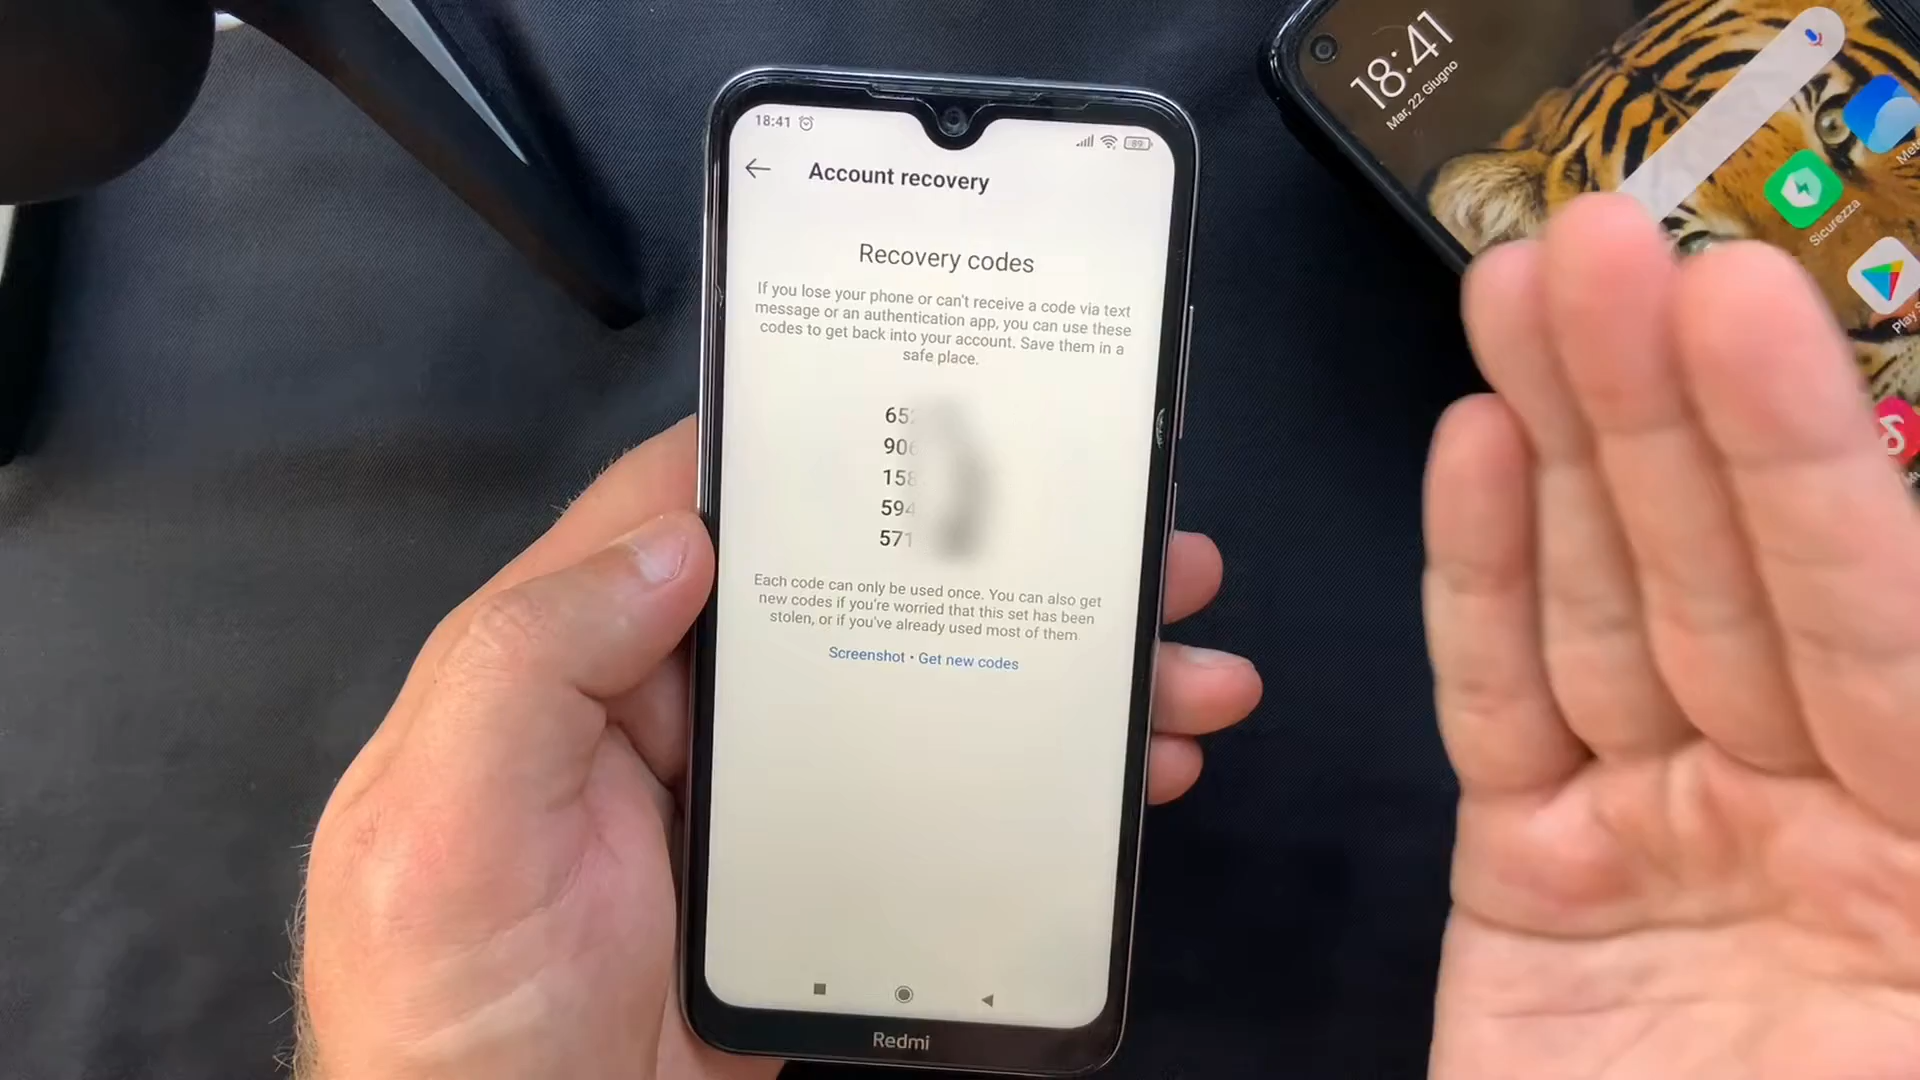 18:41
Account recovery
Recovery codes
If you lose your phone or can't receive a code via text
message or an authentication app, you can use these
codes to get back into your account. Save them in a
safe place.
65
90
158
594
571
Each code can only be used once. You can also get
new codes if you're worried that this set has been
stolen, or if you've already used most of them.
Screenshot · Get new codes
Redmi
18:41
Mar, 22 Giugno
Sicurezza
89